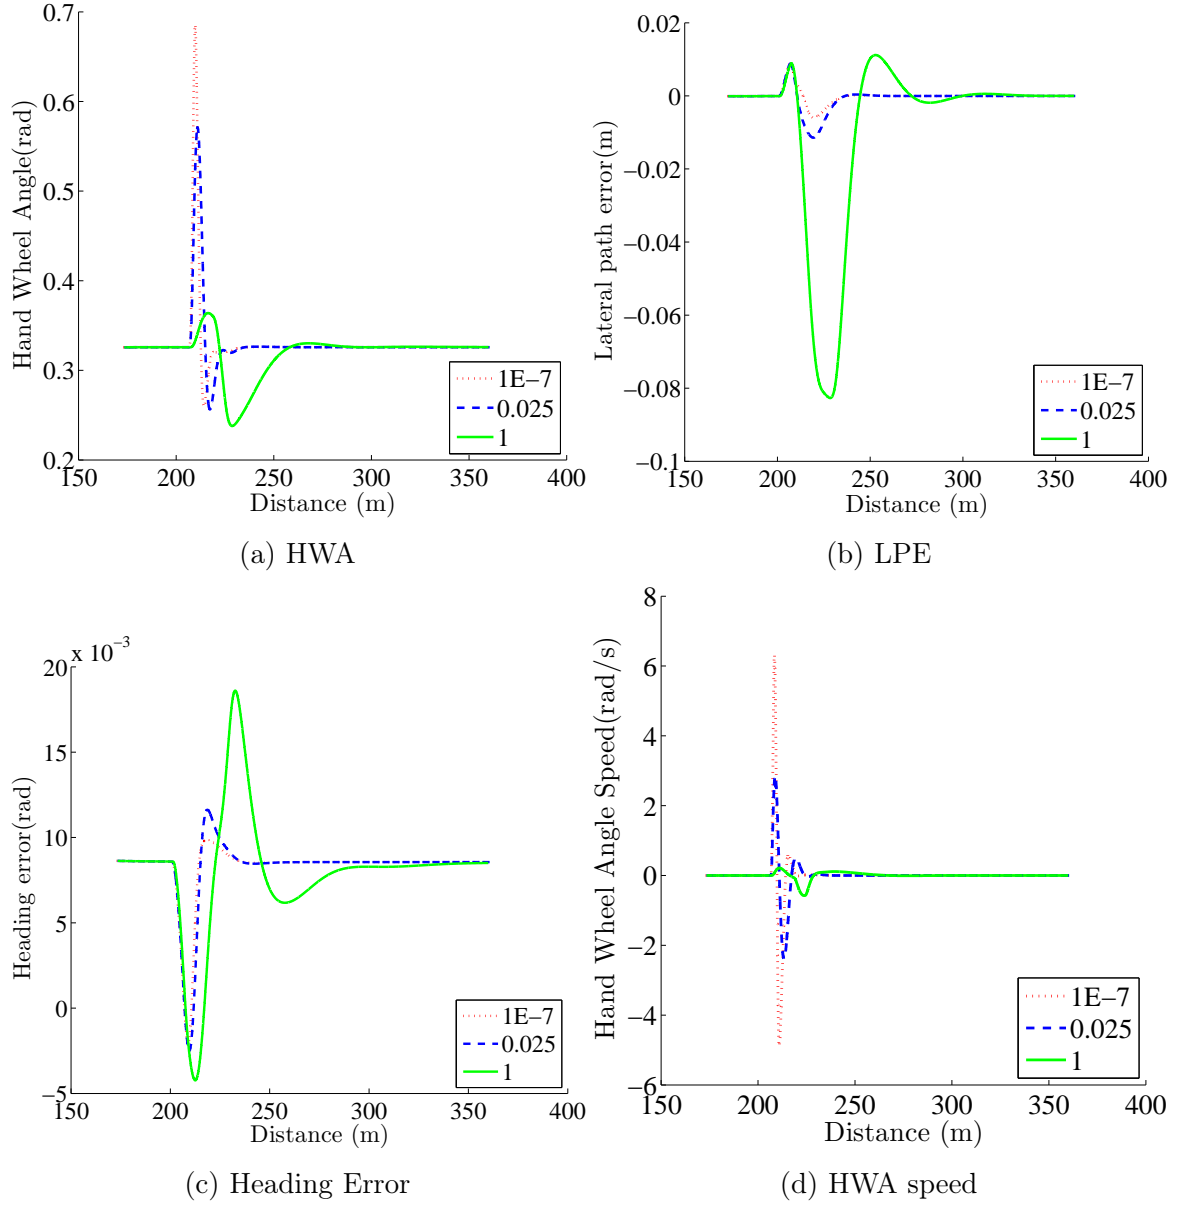 0.7
0.6
0.5
0.4
0.3
0.2
150 200 250 300 350 400
Hand Wheel Angle(rad)
Distance (m)
1E−7
0.025
1
(a) HWA
0.02
0
−0.02
−0.04
−0.06
−0.08
−0.1
150 200 250 300 350 400
Lateral path error(m)
Distance (m)
1E−7
0.025
1
(b) LPE
x 10⁻³
20
15
10
5
0
−5
150 200 250 300 350 400
Heading error(rad)
Distance (m)
1E−7
0.025
1
(c) Heading Error
8
6
4
2
0
−2
−4
−6
150 200 250 300 350 400
Hand Wheel Angle Speed(rad/s)
Distance (m)
1E−7
0.025
1
(d) HWA speed